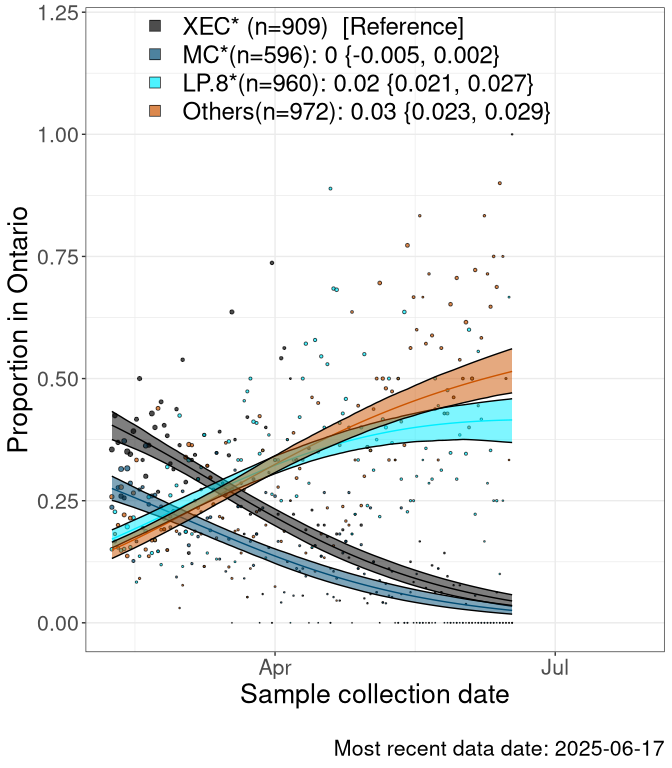 XEC* (n=909)  [Reference]
MC*(n=596): 0 {-0.005, 0.002}
LP.8*(n=960): 0.02 {0.021, 0.027}
Others(n=972): 0.03 {0.023, 0.029}
1.25
1.00
0.75
0.50
0.25
0.00
Proportion in Ontario
Apr
Jul
Sample collection date
Most recent data date: 2025-06-17